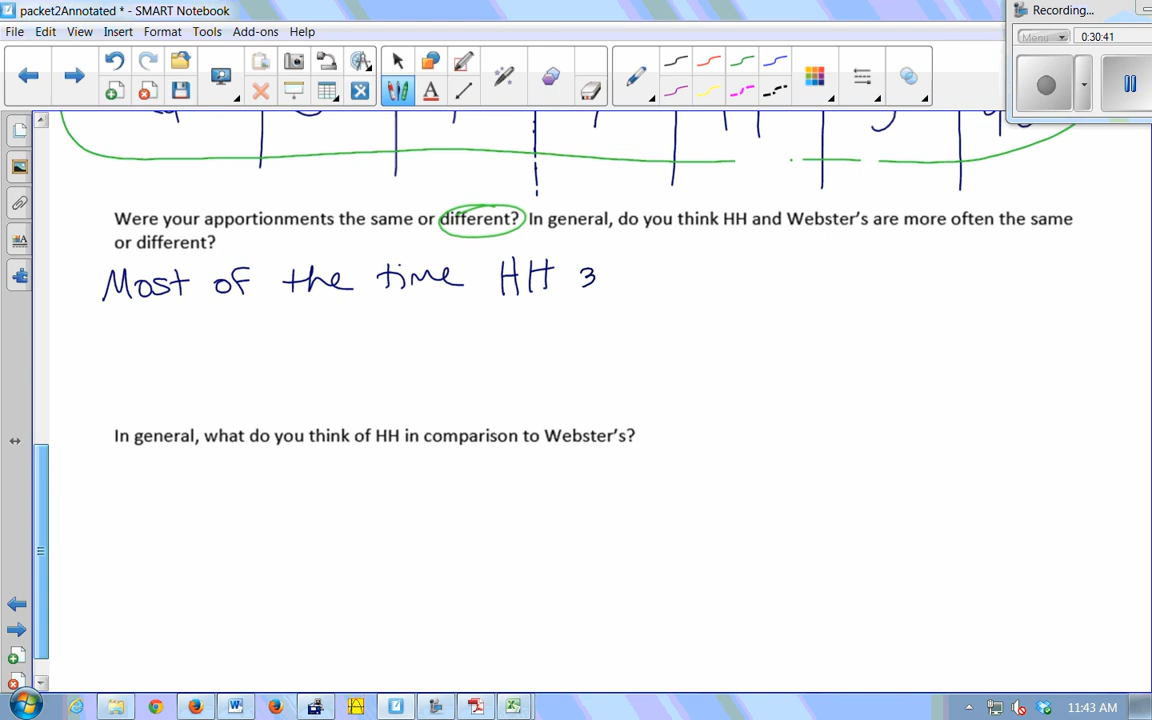 packet2Annotated * - SMART Notebook
Recording...
File Edit View Insert Format Tools Add-ons Help
Menu
0:30:41
Were your apportionments the same or different? In general, do you think HH and Webster's are more often the same
or different?
Most of the time HH
In general, what do you think of HH in comparison to Webster's?
11:43 AM